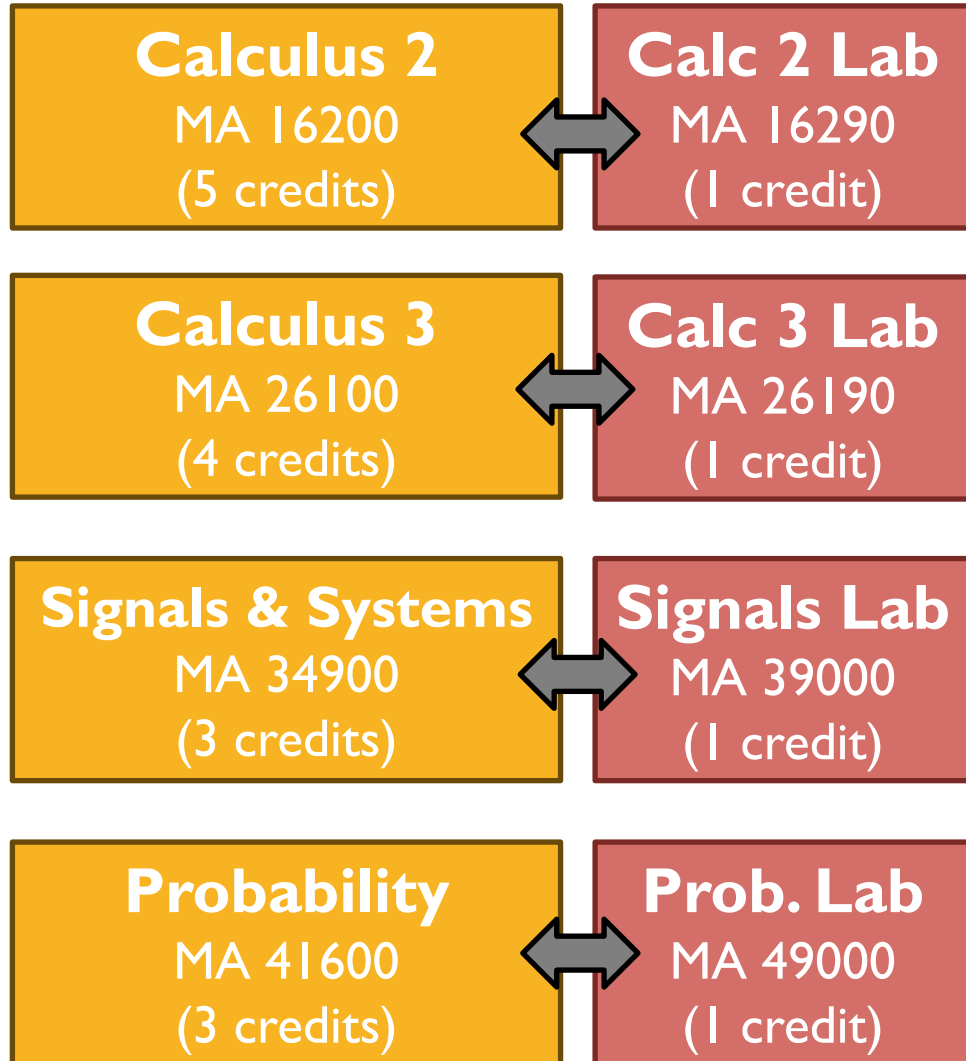 Calculus 2
MA 16200
(5 credits)
Calc 2 Lab
MA 16290
(1 credit)
Calculus 3
MA 26100
(4 credits)
Calc 3 Lab
MA 26190
(1 credit)
Signals & Systems
MA 34900
(3 credits)
Signals Lab
MA 39000
(1 credit)
Probability
MA 41600
(3 credits)
Prob. Lab
MA 49000
(1 credit)